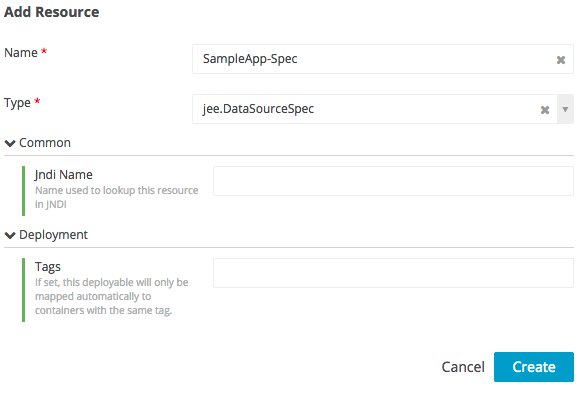 Add Resource
Name *
SampleApp-Spec
Type *
jee.DataSourceSpec
Common
Jndi Name
Name used to lookup this resource
in JNDI
Deployment
Tags
If set, this deployable will only be
mapped automatically to
containers with the same tag.
Cancel Create